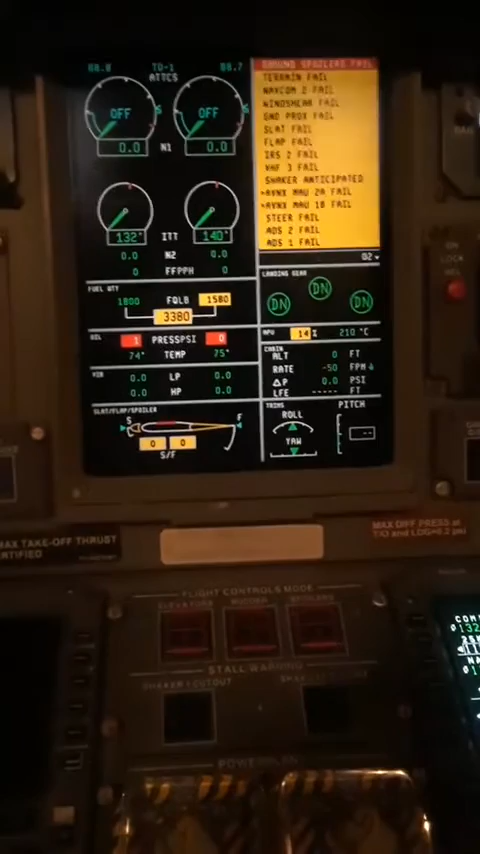 88.8 TO-1 88.7
ATTCS
OFF OFF
0.0 N1 0.0
132° ITT 140°
0.0 N2 0.0
0 FFPPH 0
FUEL QTY
1800 FQLB 1580
3380
OIL
1 PRESSPSI 0
74° TEMP 75°
VIB
0.0 LP 0.0
0.0 HP 0.0
SLAT/FLAP/SPOILER
S F
0 0
S/F
GROUND SPOILERS FAIL
TERRAIN FAIL
NAVCOM 2 FAIL
WINDSHEAR FAIL
GND PROX FAIL
SLAT FAIL
FLAP FAIL
IRS 2 FAIL
VHF 3 FAIL
SHAKER ANTICIPATED
>AVNX MAU 2A FAIL
>AVNX MAU 1B FAIL
STEER FAIL
ADS 2 FAIL
ADS 1 FAIL
02
LANDING GEAR
DN DN DN
APU 14 % 210 °C
CABIN
ALT 0 FT
RATE -50 FPM
ΔP 0.0 PSI
LFE ----- FT
TRIMS
ROLL PITCH
YAW
MAX TAKE-OFF THRUST
MAX DIFF PRESS AT
T/O AND LDG=0.2 psi
FLIGHT CONTROLS MODE
ELEVATORS RUDDER SPOILERS
STALL WARNING
SHAKER 1 CUTOUT